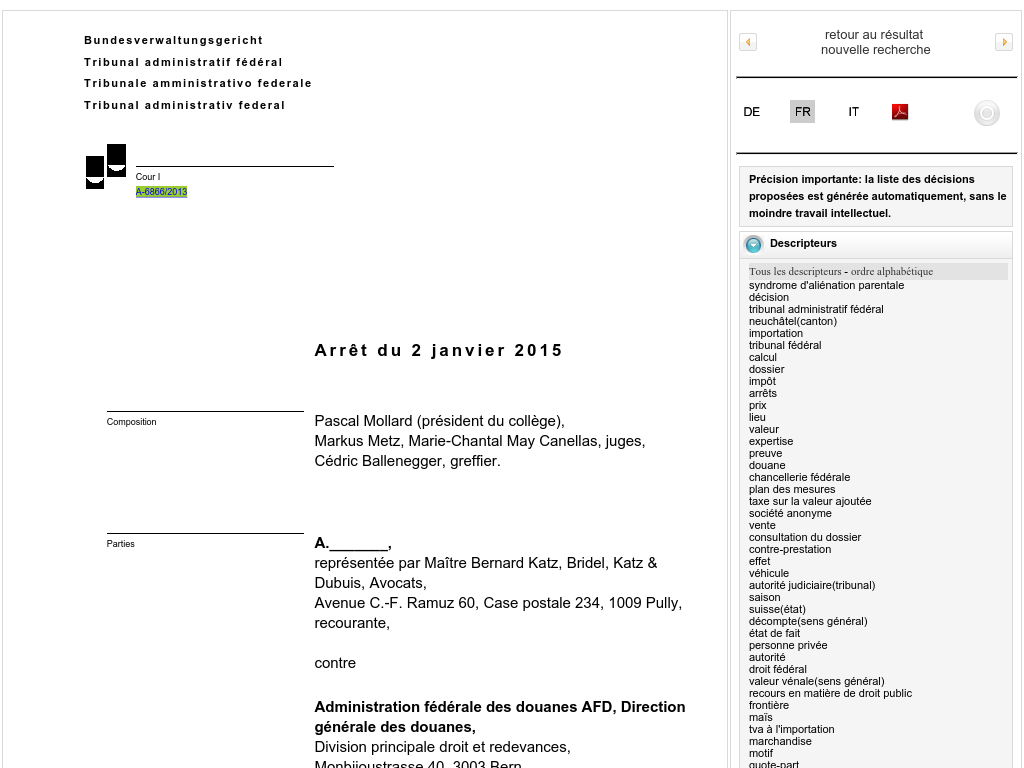 Bundesverwaltungsgericht
Tribunal administratif fédéral
Tribunale amministrativo federale
Tribunal administrativ federal
Cour I
A-6866/2013
Arrêt du 2 janvier 2015
Composition
Pascal Mollard (président du collège),
Markus Metz, Marie-Chantal May Canellas, juges,
Cédric Ballenegger, greffier.
Parties
A._______,
représentée par Maître Bernard Katz, Bridel, Katz &
Dubuis, Avocats,
Avenue C.-F. Ramuz 60, Case postale 234, 1009 Pully,
recourante,
contre
Administration fédérale des douanes AFD, Direction
générale des douanes,
Division principale droit et redevances,
Monbijoustrasse 40, 3003 Bern
retour au résultat
nouvelle recherche
DE FR IT
Précision importante: la liste des décisions
proposées est générée automatiquement, sans le
moindre travail intellectuel.
Descripteurs
Tous les descripteurs - ordre alphabétique
syndrome d'aliénation parentale
décision
tribunal administratif fédéral
neuchâtel(canton)
importation
tribunal fédéral
calcul
dossier
impôt
arrêts
prix
lieu
valeur
expertise
preuve
douane
chancellerie fédérale
plan des mesures
taxe sur la valeur ajoutée
société anonyme
vente
consultation du dossier
contre-prestation
effet
véhicule
autorité judiciaire(tribunal)
saison
suisse(état)
décompte(sens général)
état de fait
personne privée
autorité
droit fédéral
valeur vénale(sens général)
recours en matière de droit public
frontière
maïs
tva à l'importation
marchandise
motif
quote-part